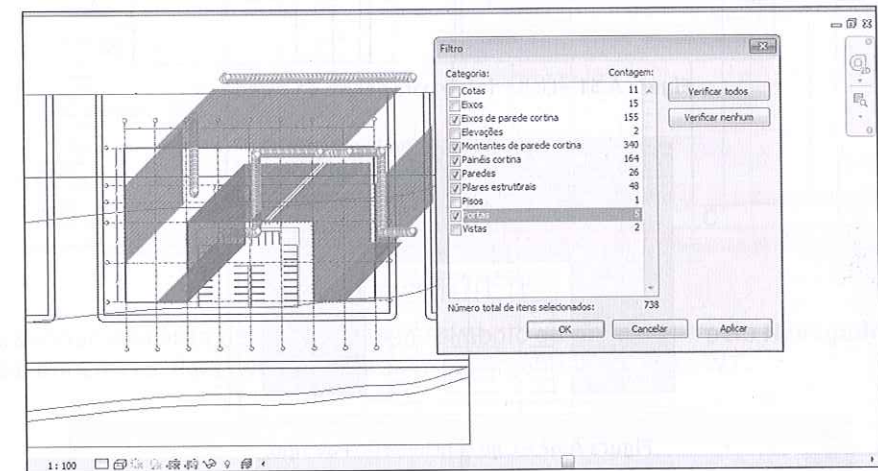 Filtro
Categoria: Contagem:
Cotas 11
Eixos 15
Eixos de parede cortina 155
Elevações 2
Montantes de parede cortina 340
Painéis cortina 164
Paredes 26
Pilares estruturais 48
Pisos 1
Portas 5
Vistas 2
Verificar todos
Verificar nenhum
Número total de itens selecionados: 738
OK Cancelar Aplicar
1 : 100